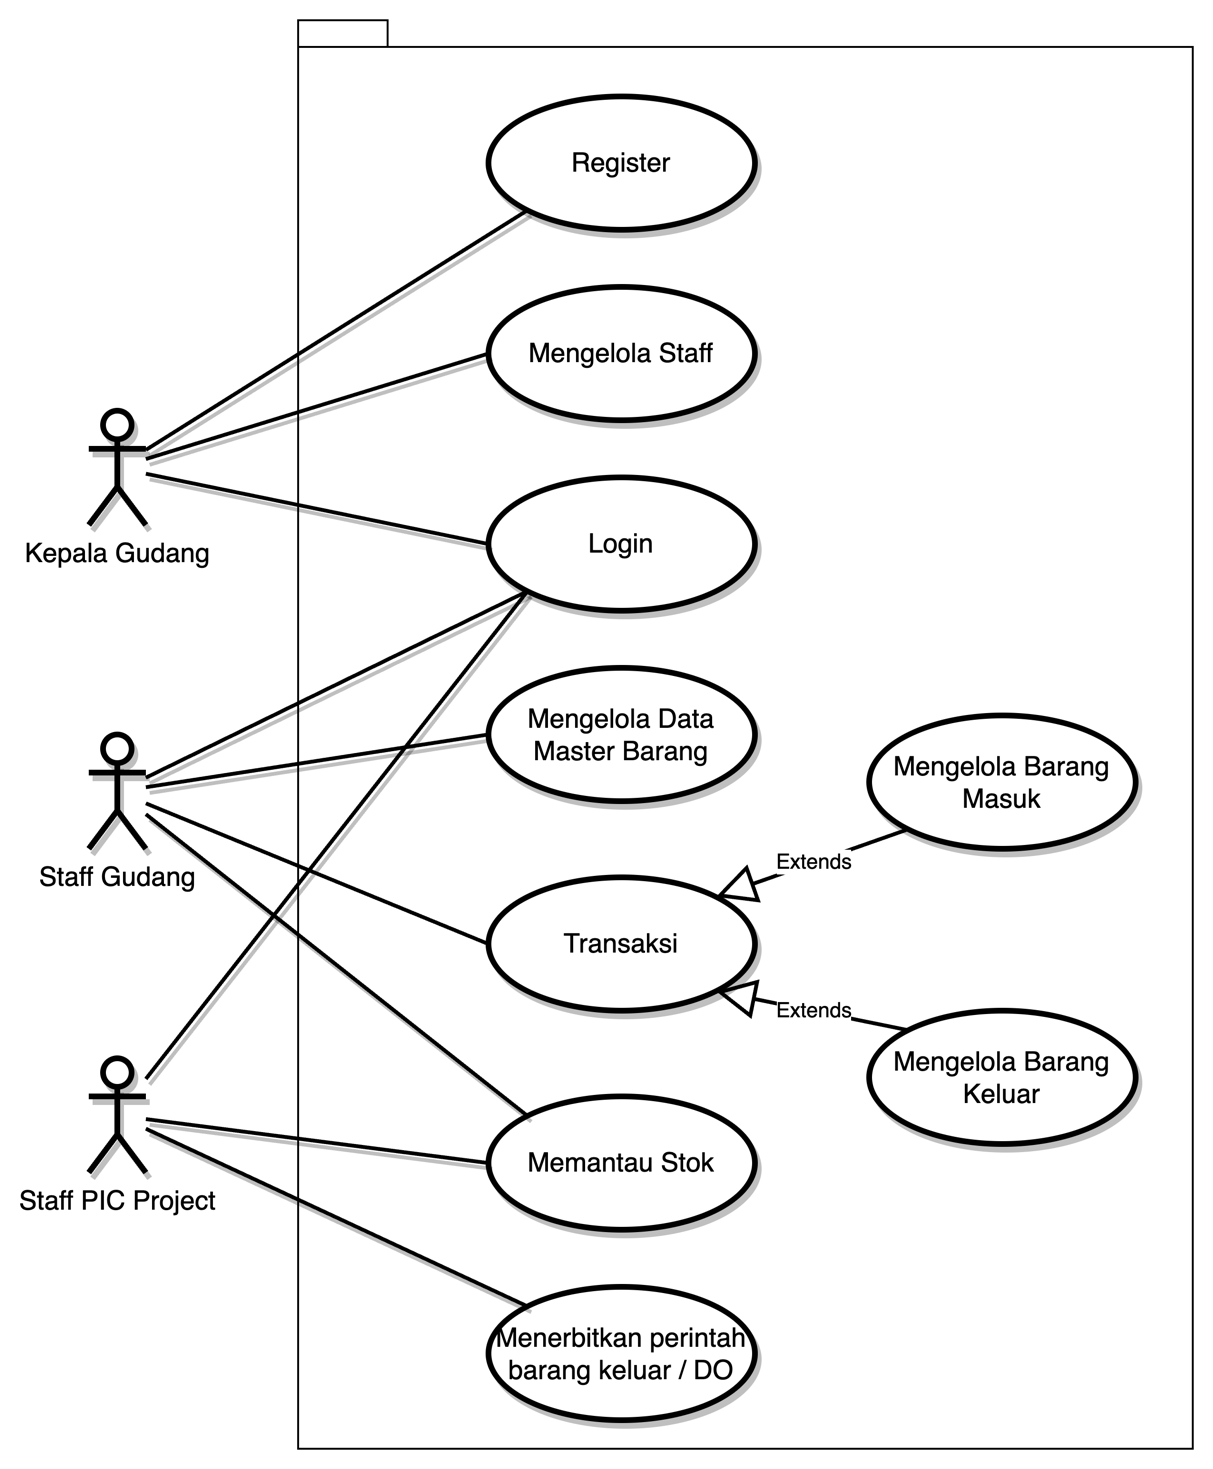 Register
Mengelola Staff
Kepala Gudang
Login
Mengelola Data
Master Barang
Mengelola Barang
Masuk
Staff Gudang
Extends
Transaksi
Extends
Mengelola Barang
Keluar
Staff PIC Project
Memantau Stok
Menerbitkan perintah
barang keluar / DO